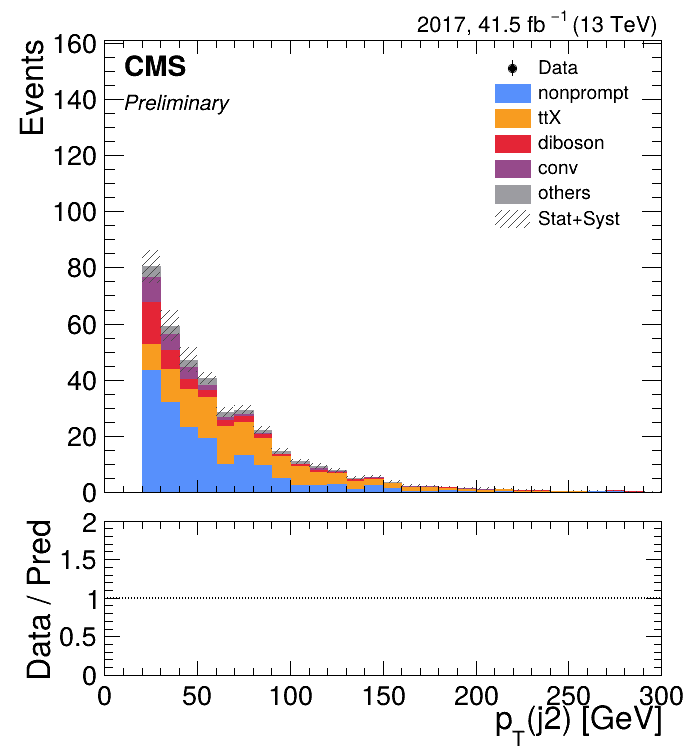 2017, 41.5 fb⁻¹ (13 TeV)
Events
160
140
120
100
80
60
40
20
0
CMS
Preliminary
Data
nonprompt
ttX
diboson
conv
others
Stat+Syst
Data / Pred
2
1.5
1
0.5
0
0 50 100 150 200 250 300
p_T(j2) [GeV]